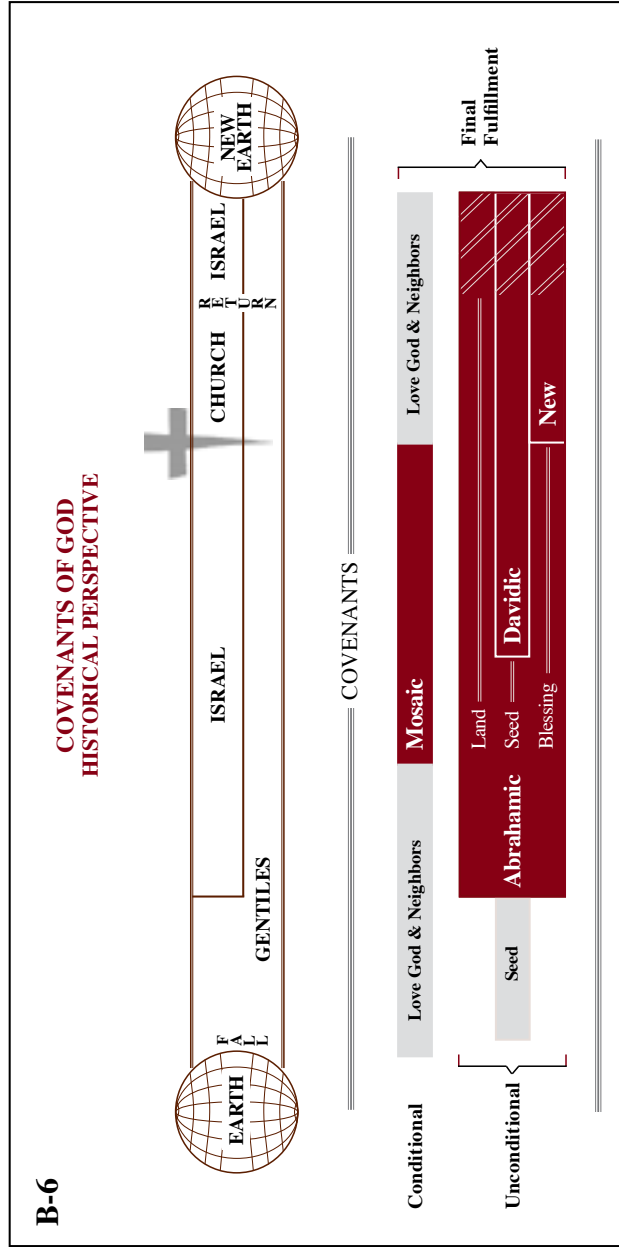 B-6
COVENANTS OF GOD
HISTORICAL PERSPECTIVE
EARTH
FALL
GENTILES
ISRAEL
CHURCH
RETURN
ISRAEL
NEW
EARTH
COVENANTS
Conditional
Love God & Neighbors
Mosaic
Love God & Neighbors
Unconditional
Seed
Abrahamic
Land
Seed
Blessing
Davidic
New
Final
Fulfillment